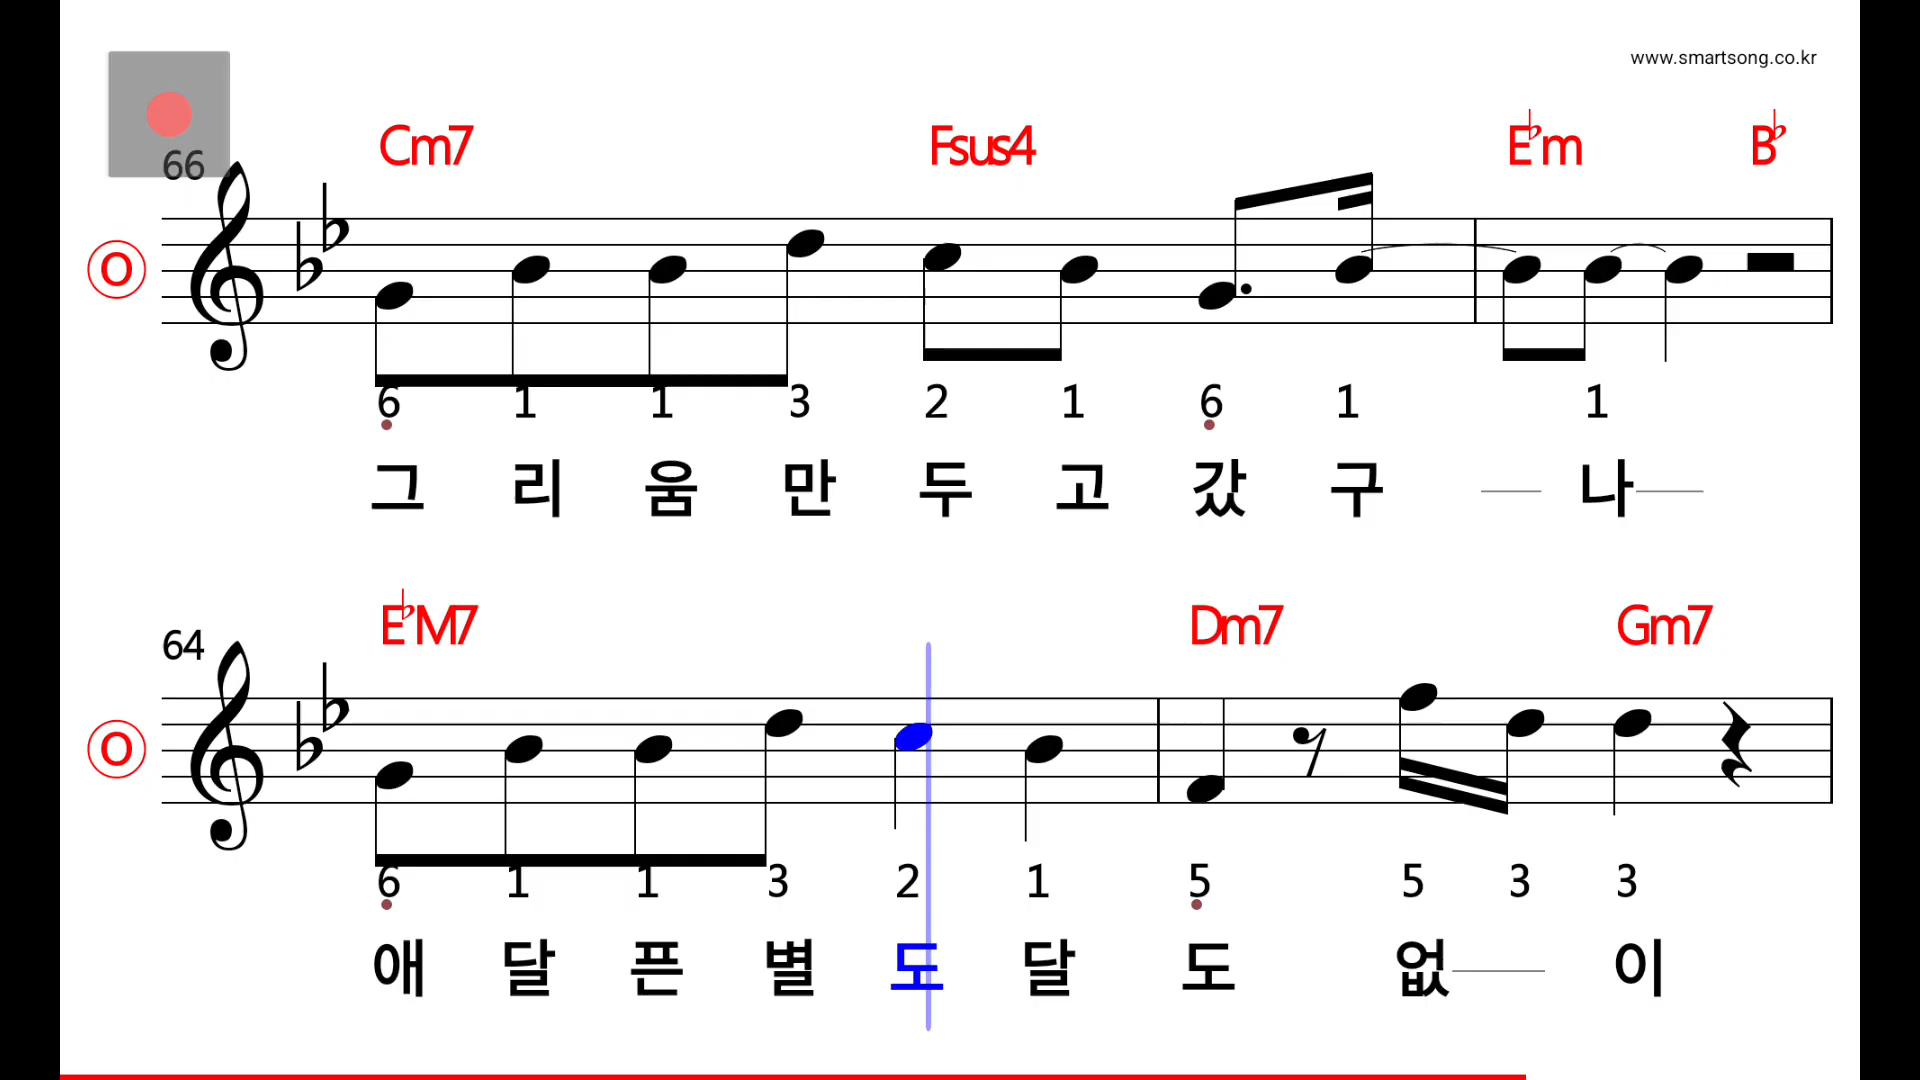 www.smartsong.co.kr
Cm7 Fsus4 E♭m B♭
66
O
6 1 1 3 2 1 6 1 1
그 리 움 만 두 고 갔 구 나
E♭M7 Dm7 Gm7
64
O
6 1 1 3 2 1 5 5 3 3
애 달 픈 별 도 달 도 없 이